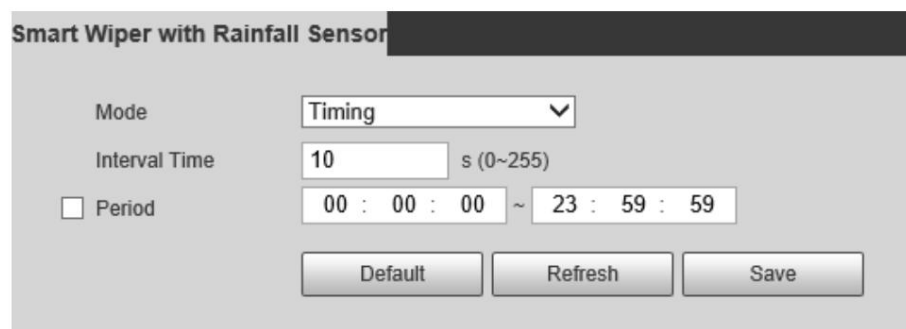 Smart Wiper with Rainfall Sensor
Mode Timing
Interval Time 10 s (0~255)
Period 00 : 00 : 00 ~ 23 : 59 : 59
Default Refresh Save